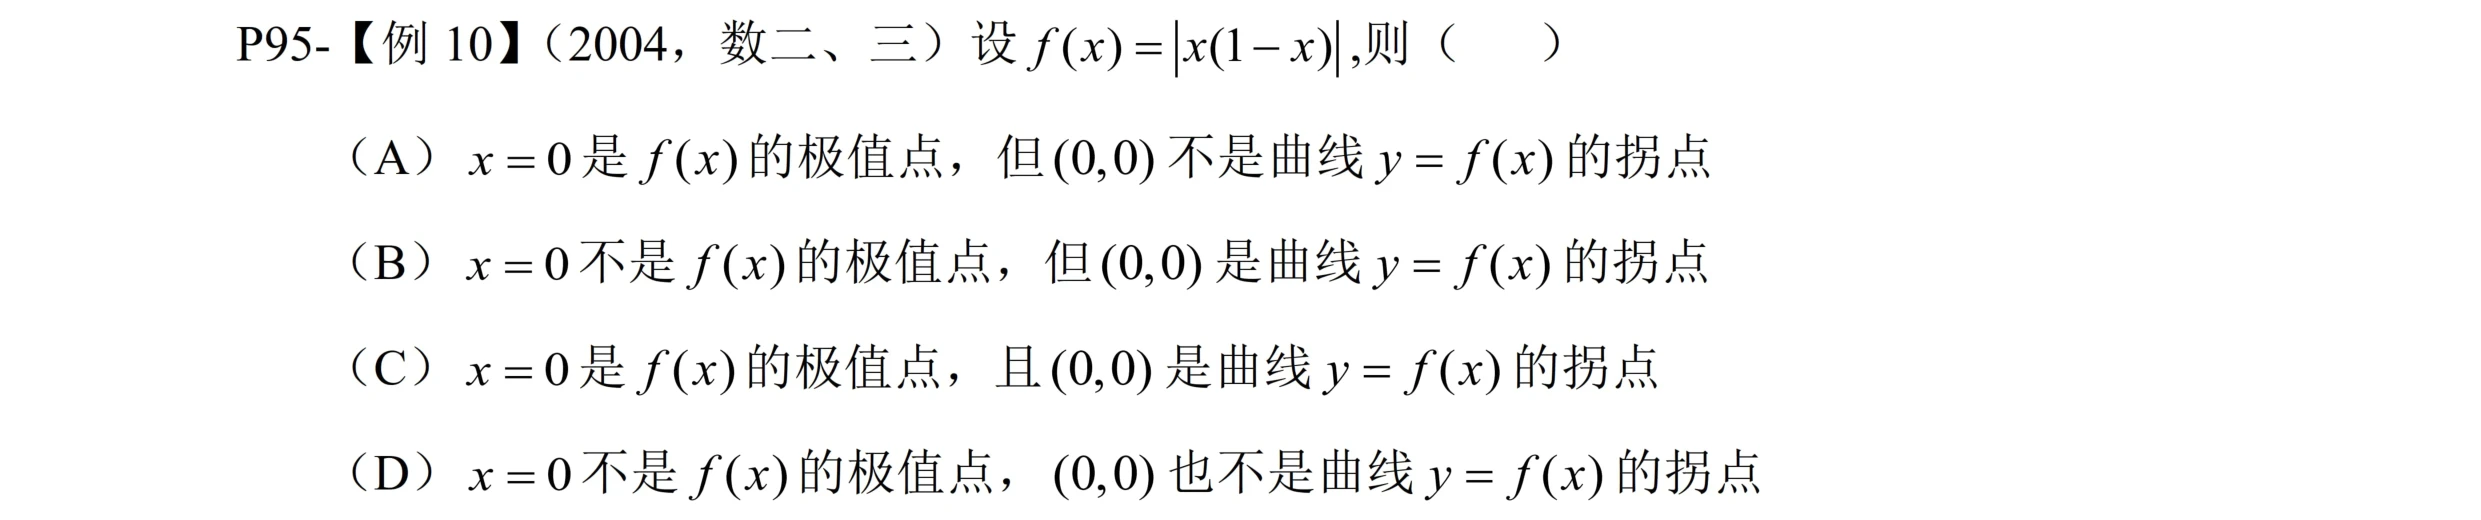 P95-【例 10】（2004，数二、三）设 f(x) = |x(1 − x)| ,则（　　）
（A） x = 0 是 f(x) 的极值点，但 (0,0) 不是曲线 y = f(x) 的拐点
（B） x = 0 不是 f(x) 的极值点，但 (0,0) 是曲线 y = f(x) 的拐点
（C） x = 0 是 f(x) 的极值点，且 (0,0) 是曲线 y = f(x) 的拐点
（D） x = 0 不是 f(x) 的极值点， (0,0) 也不是曲线 y = f(x) 的拐点